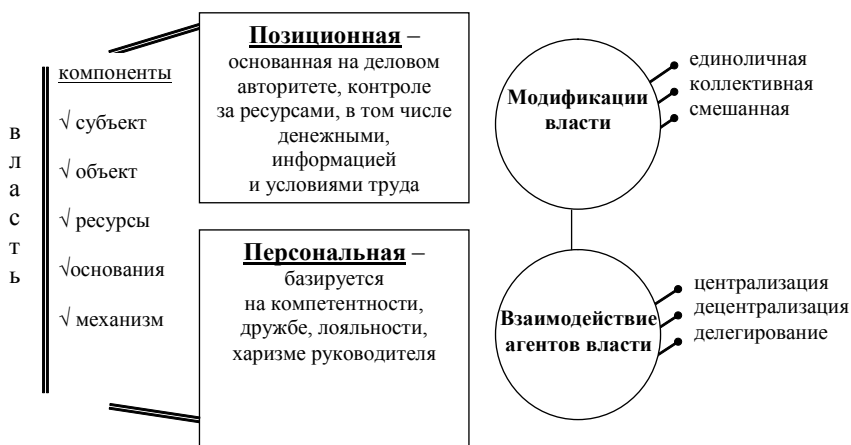 власть
компоненты
√ субъект
√ объект
√ ресурсы
√основания
√ механизм
Позиционная –
основанная на деловом
авторитете, контроле
за ресурсами, в том числе
денежными,
информацией
и условиями труда
Персональная –
базируется
на компетентности,
дружбе, лояльности,
харизме руководителя
Модификации
власти
единоличная
коллективная
смешанная
Взаимодействие
агентов власти
централизация
децентрализация
делегирование